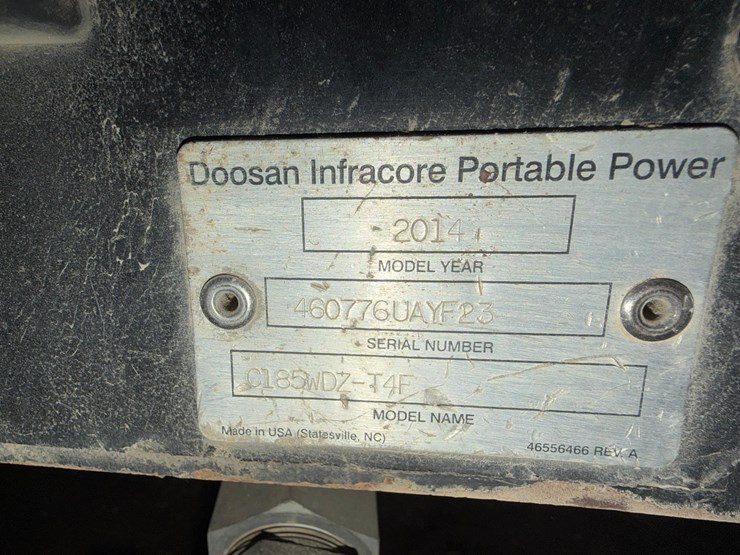 Doosan Infracore Portable Power
2014
MODEL YEAR
460776UAYF23
SERIAL NUMBER
C185WDZ-T4F
MODEL NAME
Made in USA (Statesville, NC)
46556466 REV. A